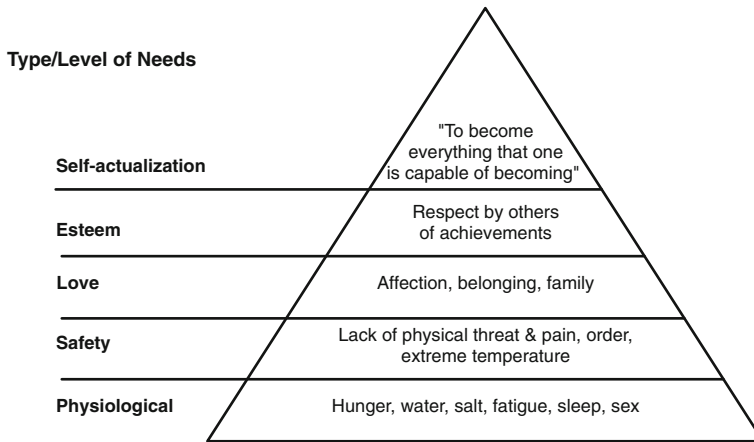 Type/Level of Needs
"To become
everything that one
is capable of becoming"
Self-actualization
Respect by others
of achievements
Esteem
Love
Affection, belonging, family
Lack of physical threat & pain, order,
extreme temperature
Safety
Physiological
Hunger, water, salt, fatigue, sleep, sex